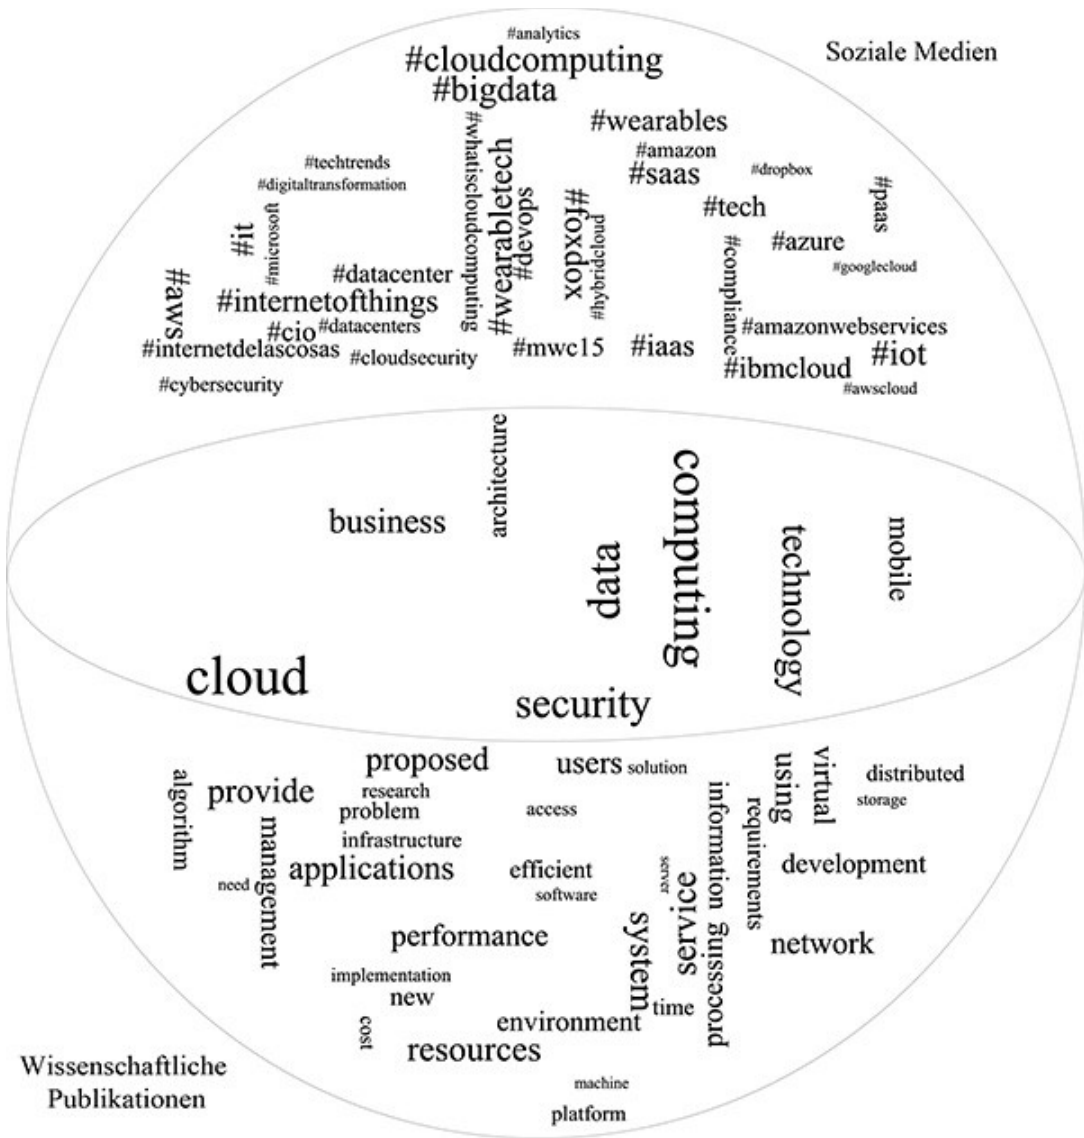 #analytics
Soziale Medien
#cloudcomputing
#bigdata
#whatiscloudcomputing
#wearables
#wearabletech
#amazon
#techtrends
#saas
#dropbox
#digitaltransformation
#paas
#devops
#foxdox
#tech
#microsoft
#it
#hybridcloud
#compliance
#azure
#googlecloud
#aws
#datacenter
#internetofthings
#datacenters
#cio
#amazonwebservices
#internetdelascosas
#cloudsecurity
#mwc15
#iaas
#iot
#ibmcloud
#cybersecurity
#awscloud
architecture
computing
business
mobile
technology
data
cloud
security
proposed
users
solution
using
virtual
distributed
algorithm
provide
research
storage
problem
access
information
requirements
management
infrastructure
applications
efficient
server
development
need
software
service
system
performance
network
processing
implementation
new
time
cost
environment
resources
Wissenschaftliche
Publikationen
machine
platform